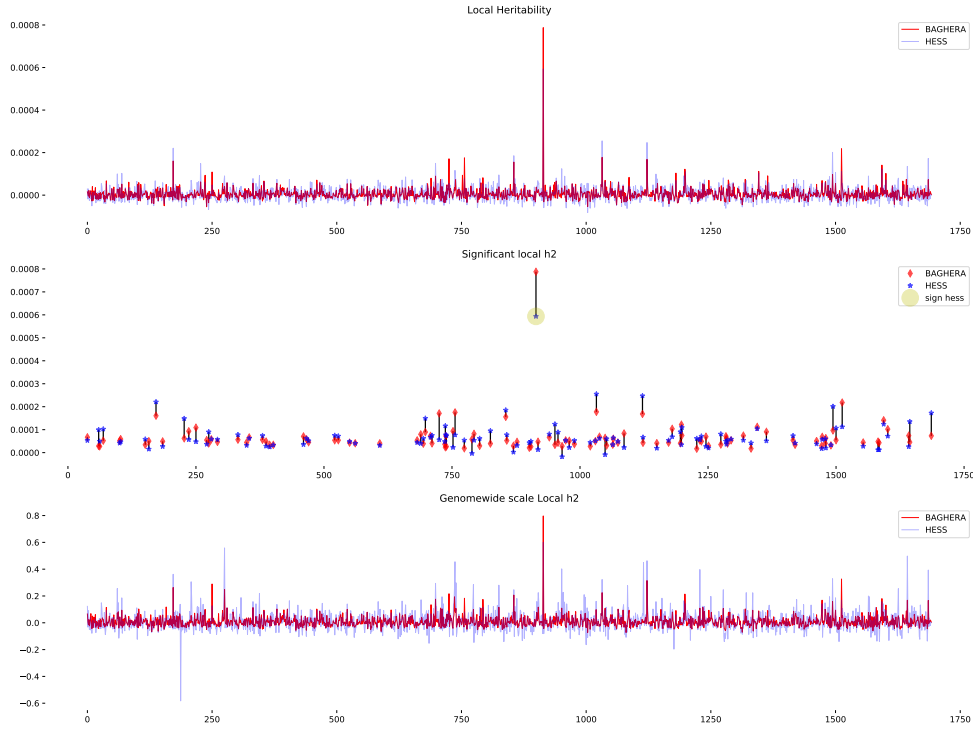 Local Heritability
0.0008
0.0006
0.0004
0.0002
0.0000
BAGHERA
HESS
0 250 500 750 1000 1250 1500 1750
Significant local h2
0.0008
0.0007
0.0006
0.0005
0.0004
0.0003
0.0002
0.0001
0.0000
BAGHERA
HESS
sign hess
0 250 500 750 1000 1250 1500 1750
Genomewide scale Local h2
0.8
0.6
0.4
0.2
0.0
−0.2
−0.4
−0.6
BAGHERA
HESS
0 250 500 750 1000 1250 1500 1750